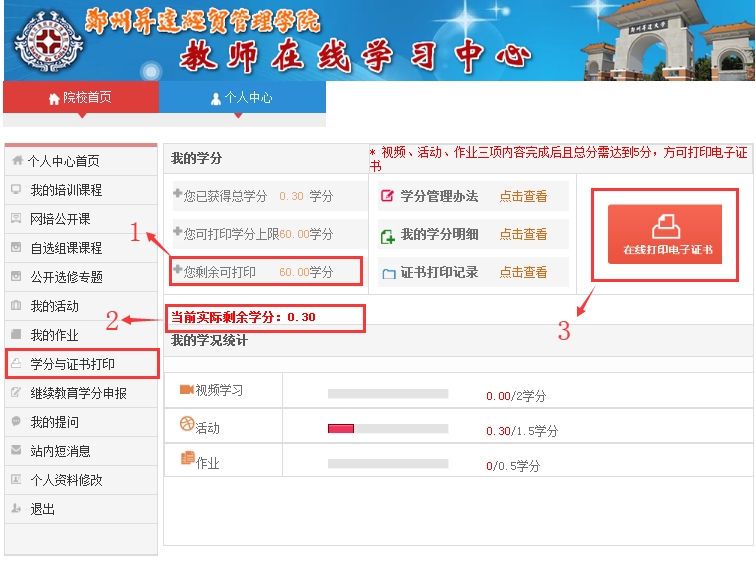 郑州昇达经贸管理学院
教师在线学习中心
郑州昇达大学
院校首页
个人中心
个人中心首页
我的培训课程
网培公开课
自选组课课程
公开选修专题
我的活动
我的作业
学分与证书打印
继续教育学分申报
我的提问
站内短消息
个人资料修改
退出
我的学分
* 视频、活动、作业三项内容完成后且总分需达到5分，方可打印电子证
书
您已获得总学分 0.30 学分
学分管理办法 点击查看
您可打印学分上限60.00学分
我的学分明细 点击查看
在线打印电子证书
您剩余可打印 60.00学分
证书打印记录 点击查看
1
2
3
当前实际剩余学分：0.30
我的学况统计
视频学习 0.00/2学分
活动 0.30/1.5学分
作业 0/0.5学分